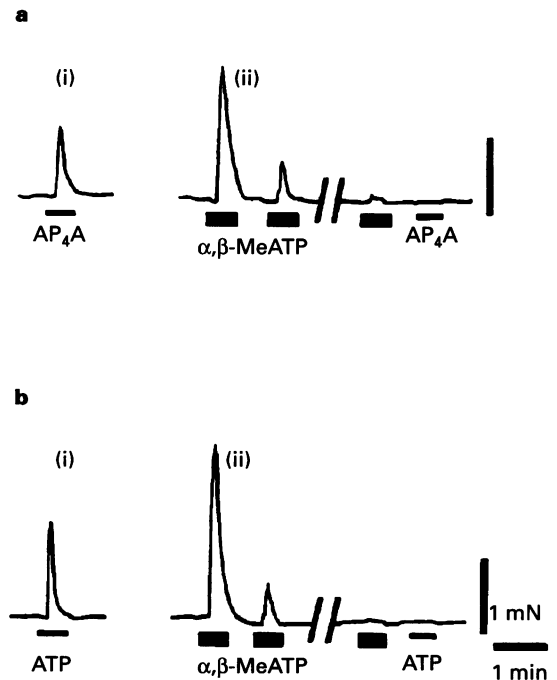 a
(i) (ii)
AP₄A α,β-MeATP AP₄A
b
(i) (ii)
1 mN
ATP α,β-MeATP ATP
1 min